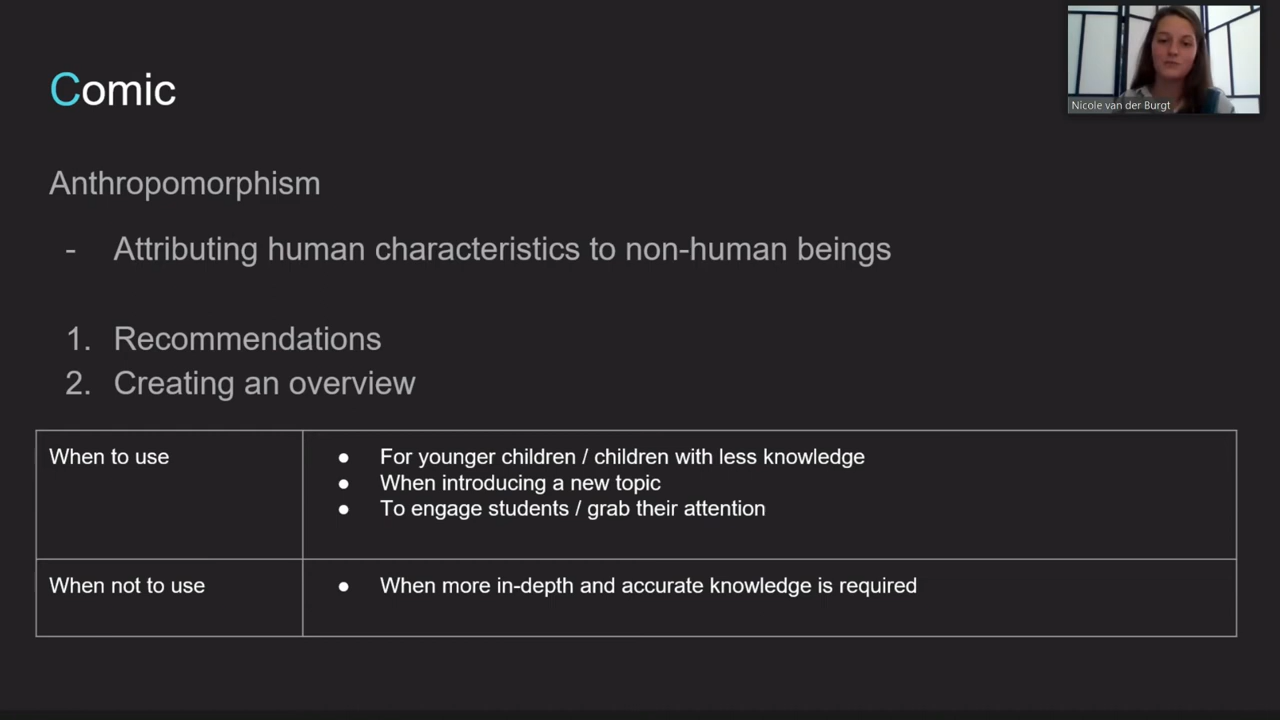 Comic
Nicole van der Burgt
Anthropomorphism
- Attributing human characteristics to non-human beings
1. Recommendations
2. Creating an overview
When to use
● For younger children / children with less knowledge
● When introducing a new topic
● To engage students / grab their attention
When not to use
● When more in-depth and accurate knowledge is required